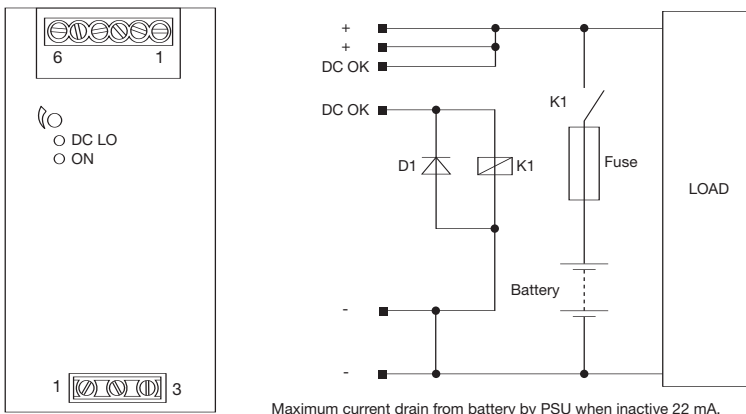 6 1
DC LO
ON
1 3
+
+
DC OK
DC OK
D1
K1
K1
Fuse
Battery
-
-
LOAD
Maximum current drain from battery by PSU when inactive 22 mA.